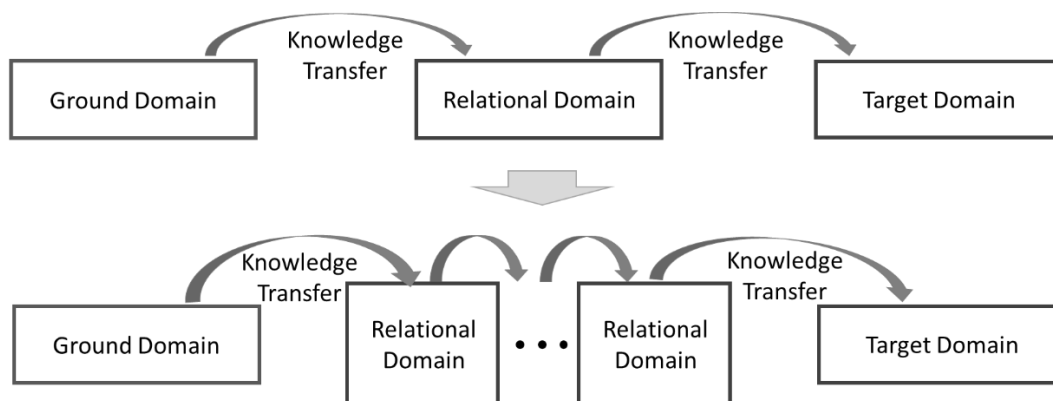 Knowledge
Transfer
Knowledge
Transfer
Ground Domain
Relational Domain
Target Domain
Knowledge
Transfer
Knowledge
Transfer
Ground Domain
Relational
Domain
...
Relational
Domain
Target Domain